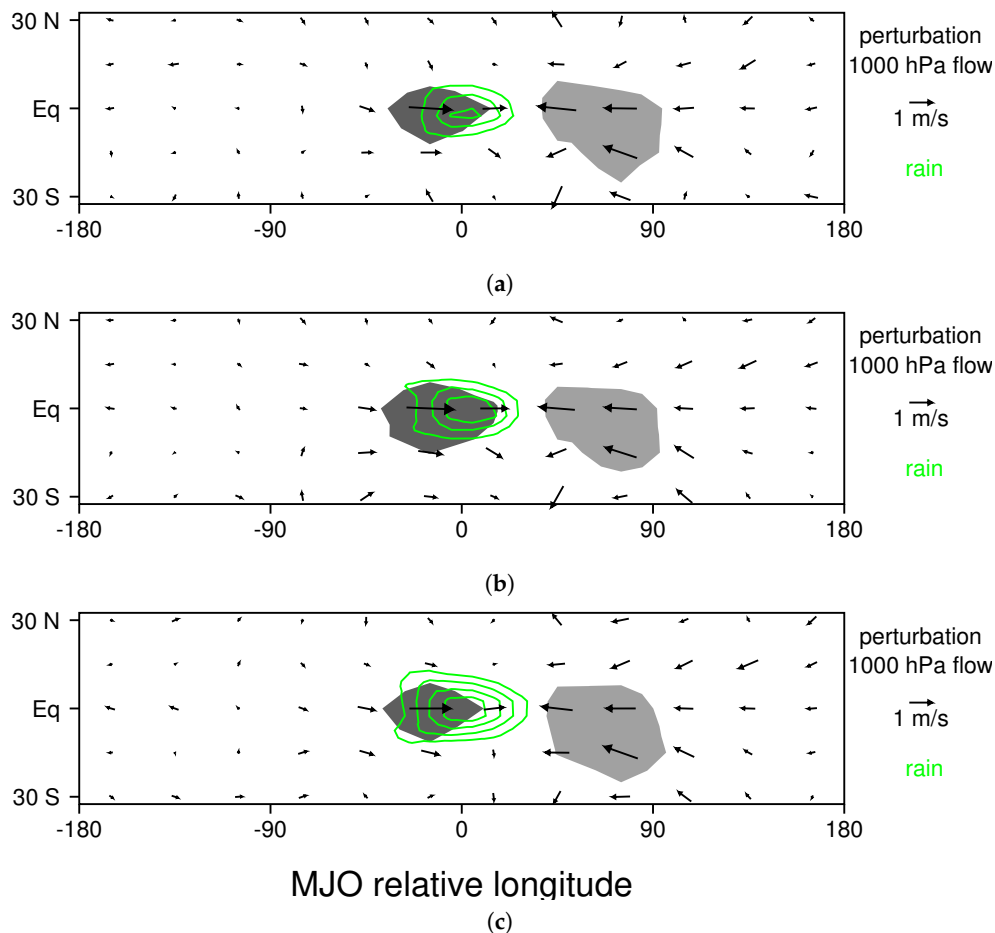 30 N
Eq
30 S
-180
-90
0
90
180
perturbation
1000 hPa flow
1 m/s
rain
(a)
30 N
Eq
30 S
-180
-90
0
90
180
perturbation
1000 hPa flow
1 m/s
rain
(b)
30 N
Eq
30 S
-180
-90
0
90
180
perturbation
1000 hPa flow
1 m/s
rain
MJO relative longitude
(c)